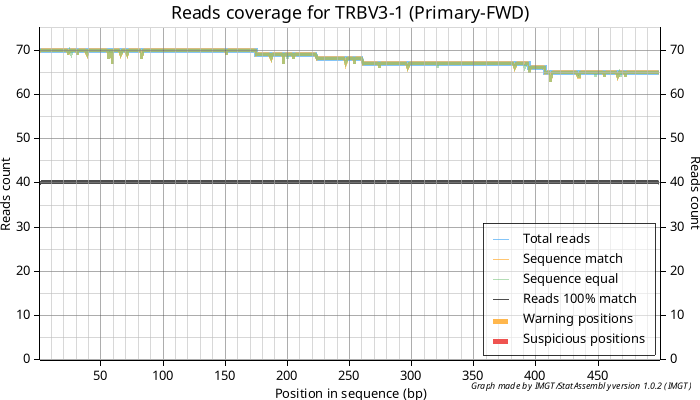 Reads coverage for TRBV3-1 (Primary-FWD)
70 70
60 60
50 50
40 40
30 30
20 20
10 10
0 0
Reads count
Reads count
Total reads
Sequence match
Sequence equal
Reads 100% match
Warning positions
Suspicious positions
50 100 150 200 250 300 350 400 450
Position in sequence (bp)
Graph made by IMGT/StatAssembly version 1.0.2 (IMGT)